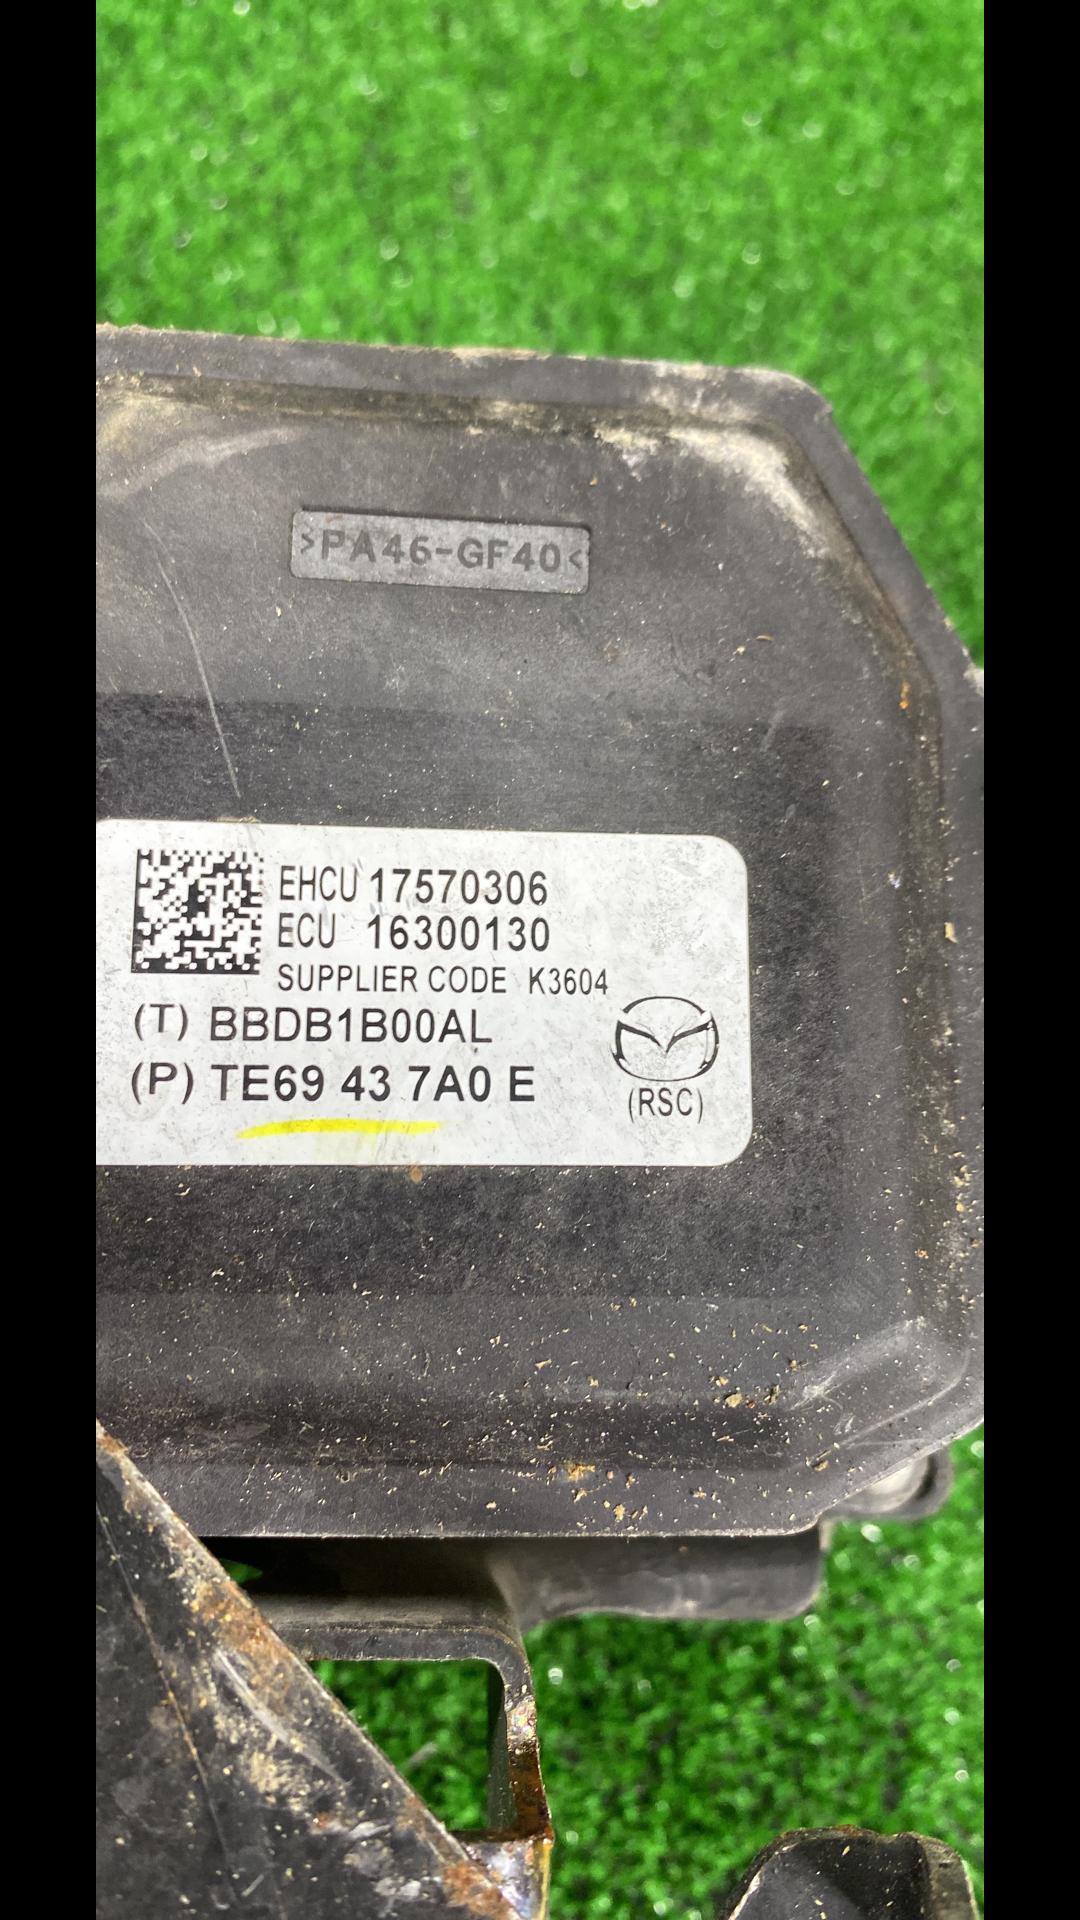 >PA46-GF40<
EHCU 17570306
ECU 16300130
SUPPLIER CODE K3604
(T) BBDB1B00AL
(P) TE69 43 7A0 E
(RSC)